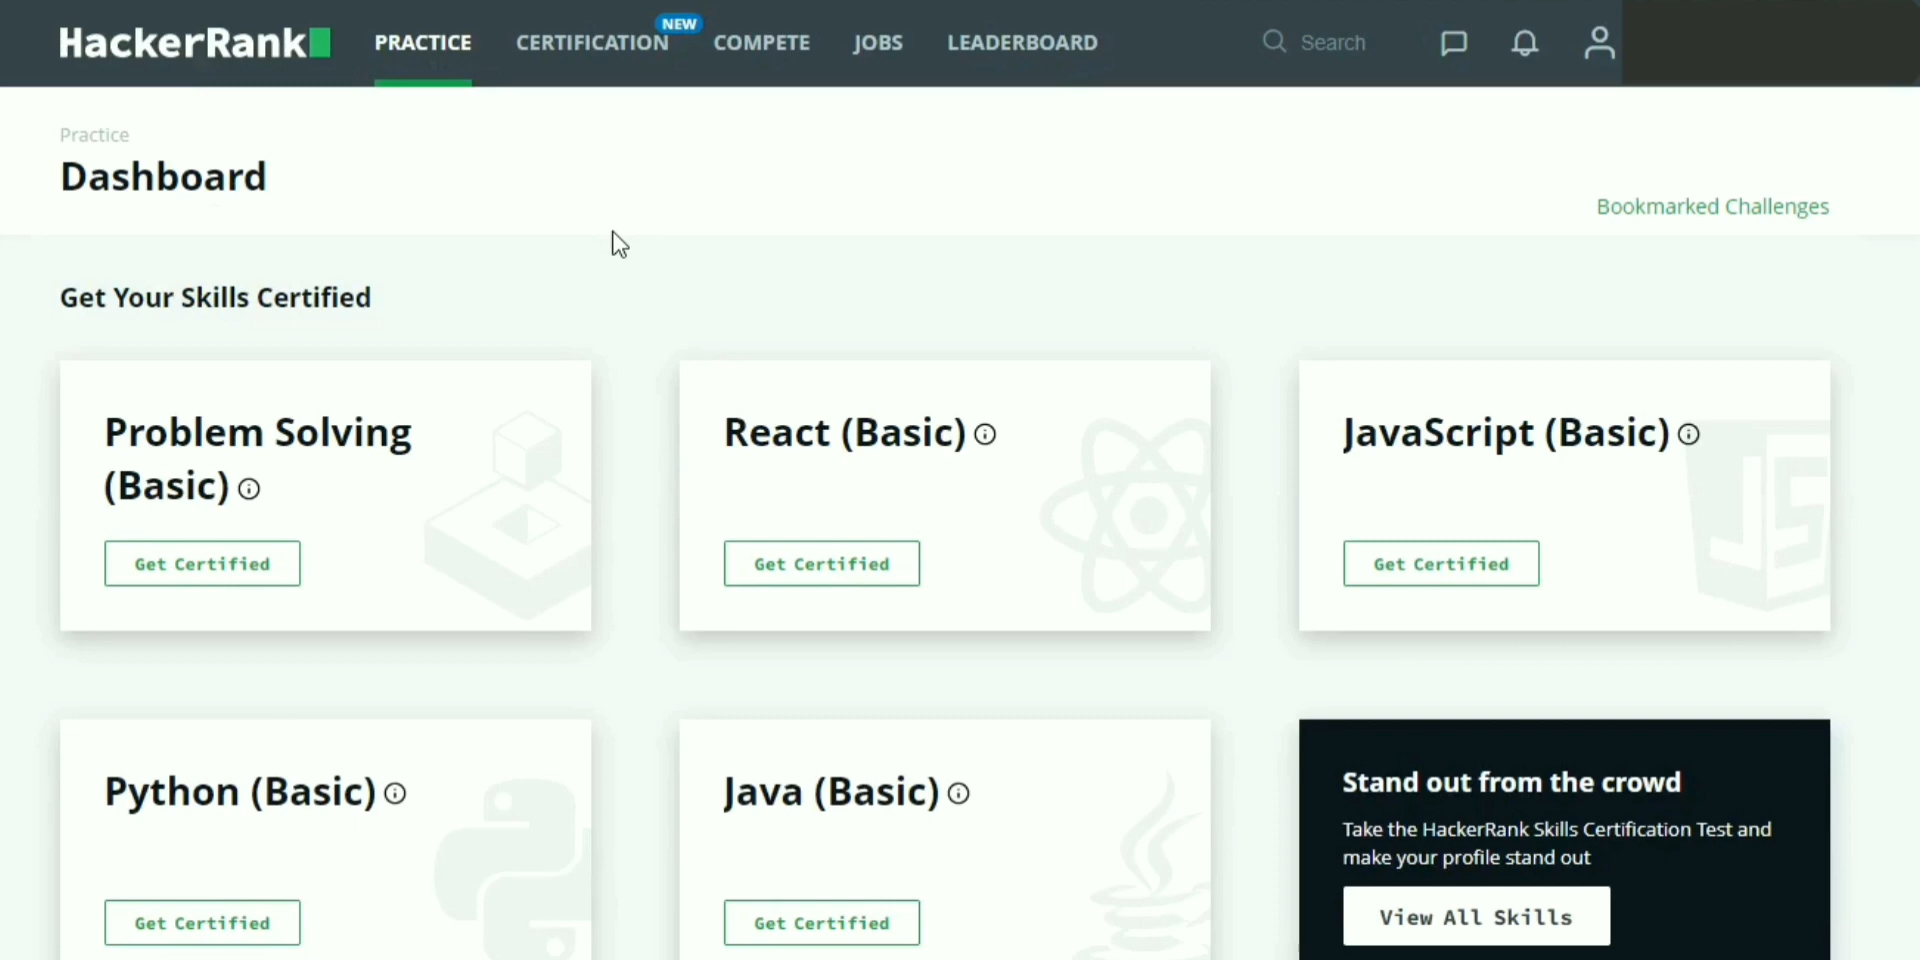 HackerRank
PRACTICE
CERTIFICATION
NEW
COMPETE
JOBS
LEADERBOARD
Search
Practice
Dashboard
Bookmarked Challenges
Get Your Skills Certified
Problem Solving
(Basic)
Get Certified
React (Basic)
Get Certified
JavaScript (Basic)
JS
Get Certified
Python (Basic)
Get Certified
Java (Basic)
Get Certified
Stand out from the crowd
Take the HackerRank Skills Certification Test and
make your profile stand out
View All Skills